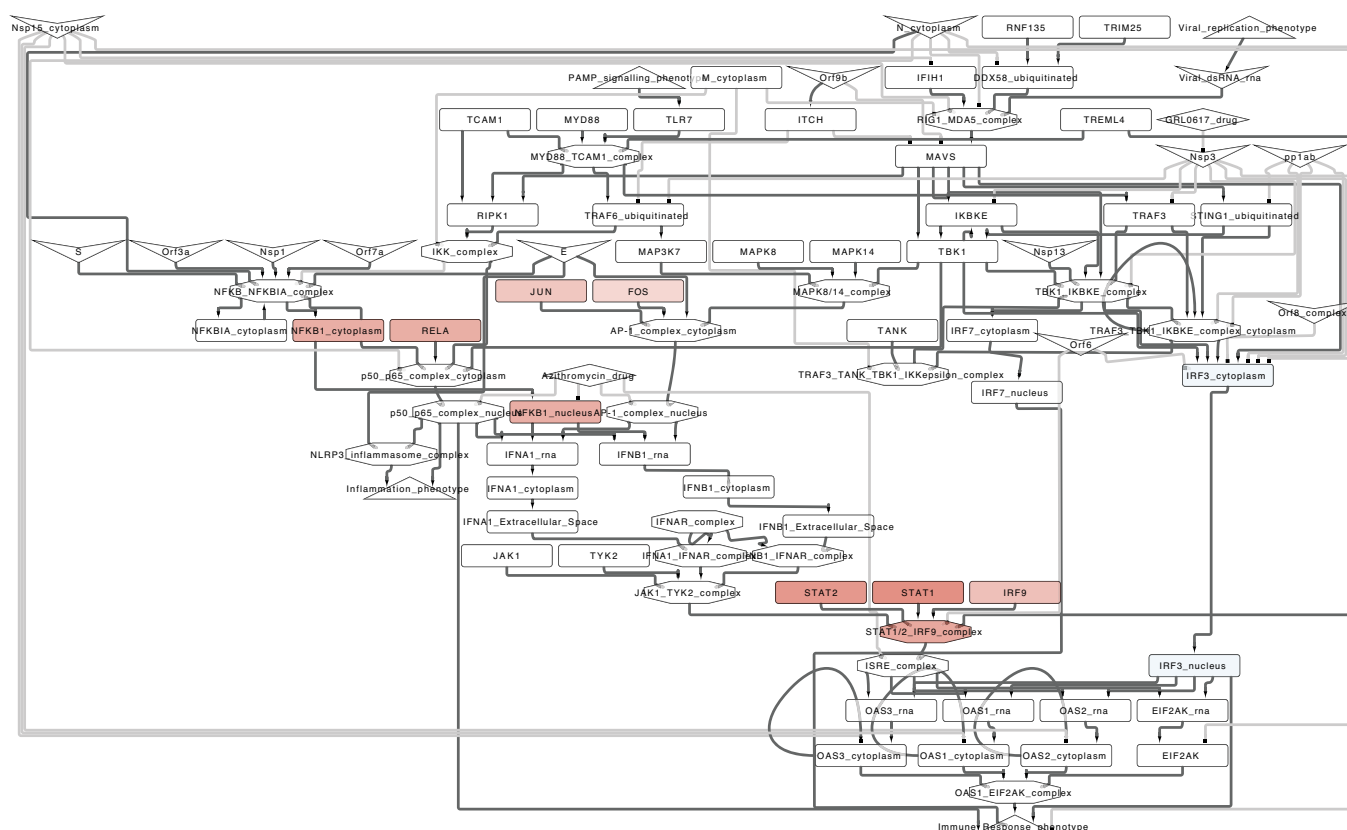 Nsp15_cytoplasm
N_cytoplasm
RNF135
TRIM25
Viral_replication_phenotype
PAMP_signalling_phenotyp
M_cytoplasm
Orf9b
IFIH1
DDX58_ubiquitinated
Viral_dsRNA_rna
TCAM1
MYD88
TLR7
ITCH
RIG1_MDA5_complex
TREML4
GRL0617_drug
MYD88_TCAM1_complex
MAVS
Nsp3
pp1ab
RIPK1
TRAF6_ubiquitinated
IKBKE
TRAF3
STING1_ubiquitinated
S
Orf3a
Nsp1
Orf7a
IKK_complex
E
MAP3K7
MAPK8
MAPK14
TBK1
Nsp13
NFKB_NFKBIA_complex
JUN
FOS
MAPK8/14_complex
TBK1_IKBKE_complex
Orf8_complex
NFKBIA_cytoplasm
NFKB1_cytoplasm
RELA
AP-1_complex_cytoplasm
TANK
IRF7_cytoplasm
TRAF3_TBK1_IKBKE_complex_cytoplasm
Orf6
p50_p65_complex_cytoplasm
Azithromycin_drug
TRAF3_TANK_TBK1_IKKepsilon_complex
IRF3_cytoplasm
IRF7_nucleus
p50_p65_complex_nucleus
NFKB1_nucleus
AP-1_complex_nucleus
NLRP3_inflammasome_complex
IFNA1_rna
IFNB1_rna
Inflammation_phenotype
IFNA1_cytoplasm
IFNB1_cytoplasm
IFNA1_Extracellular_Space
IFNAR_complex
IFNB1_Extracellular_Space
JAK1
TYK2
IFNA1_IFNAR_complex
NB1_IFNAR_complex
JAK1_TYK2_complex
STAT2
STAT1
IRF9
STAT1/2_IRF9_complex
ISRE_complex
IRF3_nucleus
OAS3_rna
OAS1_rna
OAS2_rna
EIF2AK_rna
OAS3_cytoplasm
OAS1_cytoplasm
OAS2_cytoplasm
EIF2AK
OAS1_EIF2AK_complex
Immune_Response_phenotype